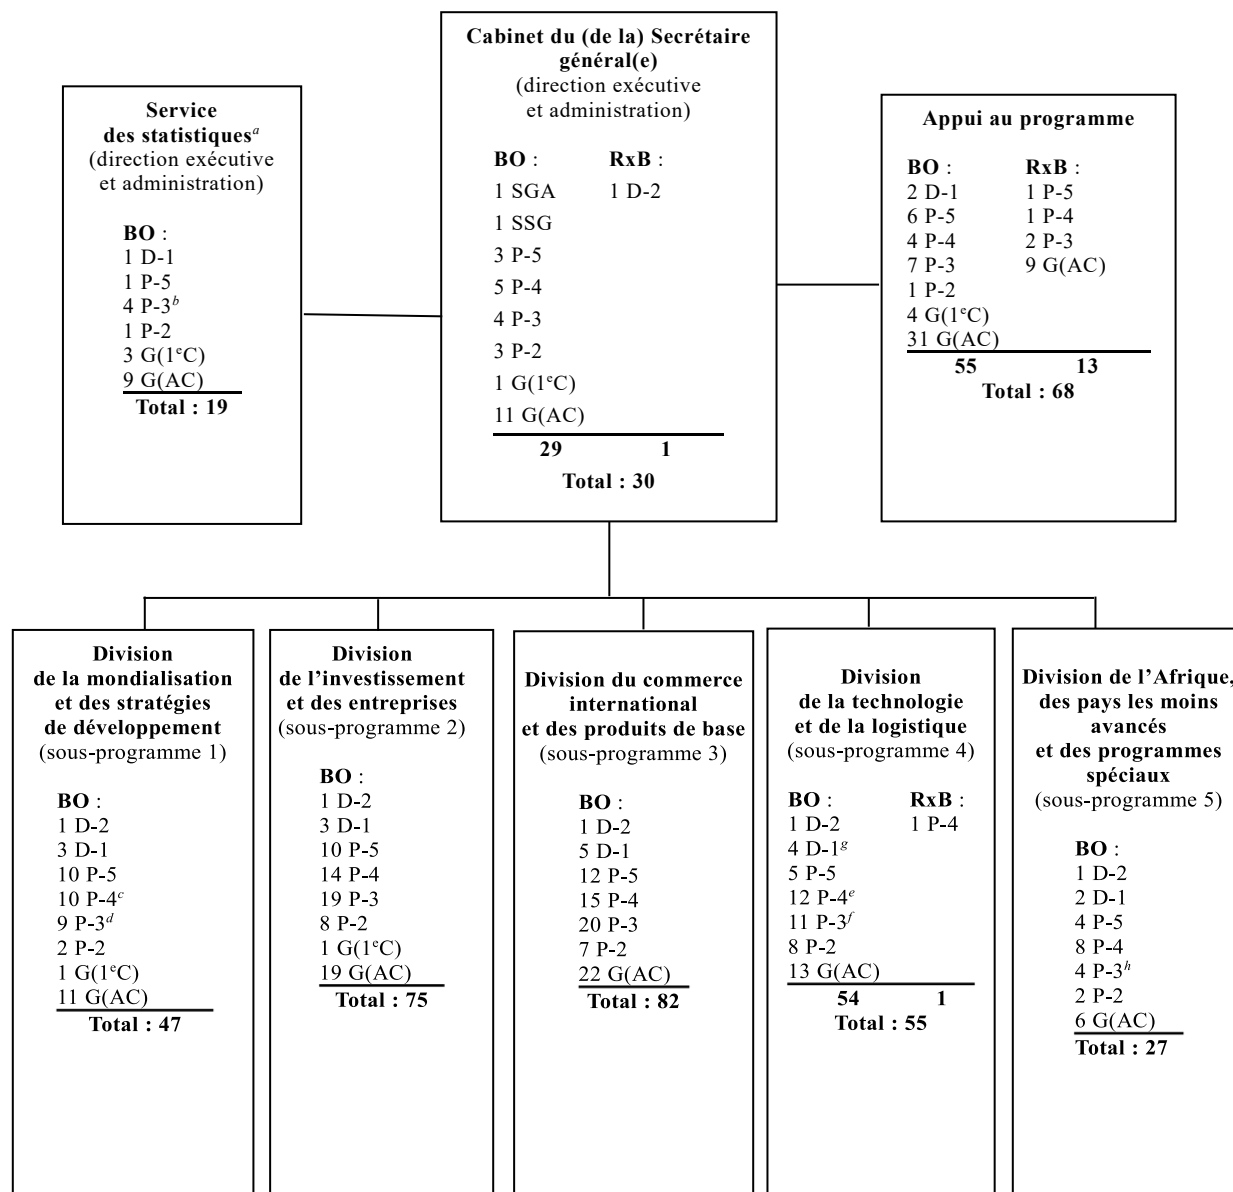 Cabinet du (de la) Secrétaire
général(e)
(direction exécutive
et administration)
BO :
RxB :
1 SGA
1 D-2
1 SSG
3 P-5
5 P-4
4 P-3
3 P-2
1 G(1ᵉC)
11 G(AC)
29
1
Total : 30
Service
des statistiquesᵃ
(direction exécutive
et administration)
BO :
1 D-1
1 P-5
4 P-3ᵇ
1 P-2
3 G(1ᵉC)
9 G(AC)
Total : 19
Appui au programme
BO :
RxB :
2 D-1
1 P-5
6 P-5
1 P-4
4 P-4
2 P-3
7 P-3
9 G(AC)
1 P-2
4 G(1ᵉC)
31 G(AC)
55
13
Total : 68
Division
de la mondialisation
et des stratégies
de développement
(sous-programme 1)
BO :
1 D-2
3 D-1
10 P-5
10 P-4ᶜ
9 P-3ᵈ
2 P-2
1 G(1ᵉC)
11 G(AC)
Total : 47
Division
de l’investissement
et des entreprises
(sous-programme 2)
BO :
1 D-2
3 D-1
10 P-5
14 P-4
19 P-3
8 P-2
1 G(1ᵉC)
19 G(AC)
Total : 75
Division du commerce
international
et des produits de base
(sous-programme 3)
BO :
1 D-2
5 D-1
12 P-5
15 P-4
20 P-3
7 P-2
22 G(AC)
Total : 82
Division
de la technologie
et de la logistique
(sous-programme 4)
BO :
RxB :
1 D-2
1 P-4
4 D-1ᵍ
5 P-5
12 P-4ᵉ
11 P-3ᶠ
8 P-2
13 G(AC)
54
1
Total : 55
Division de l’Afrique,
des pays les moins
avancés
et des programmes
spéciaux
(sous-programme 5)
BO :
1 D-2
2 D-1
4 P-5
8 P-4
4 P-3ʰ
2 P-2
6 G(AC)
Total : 27